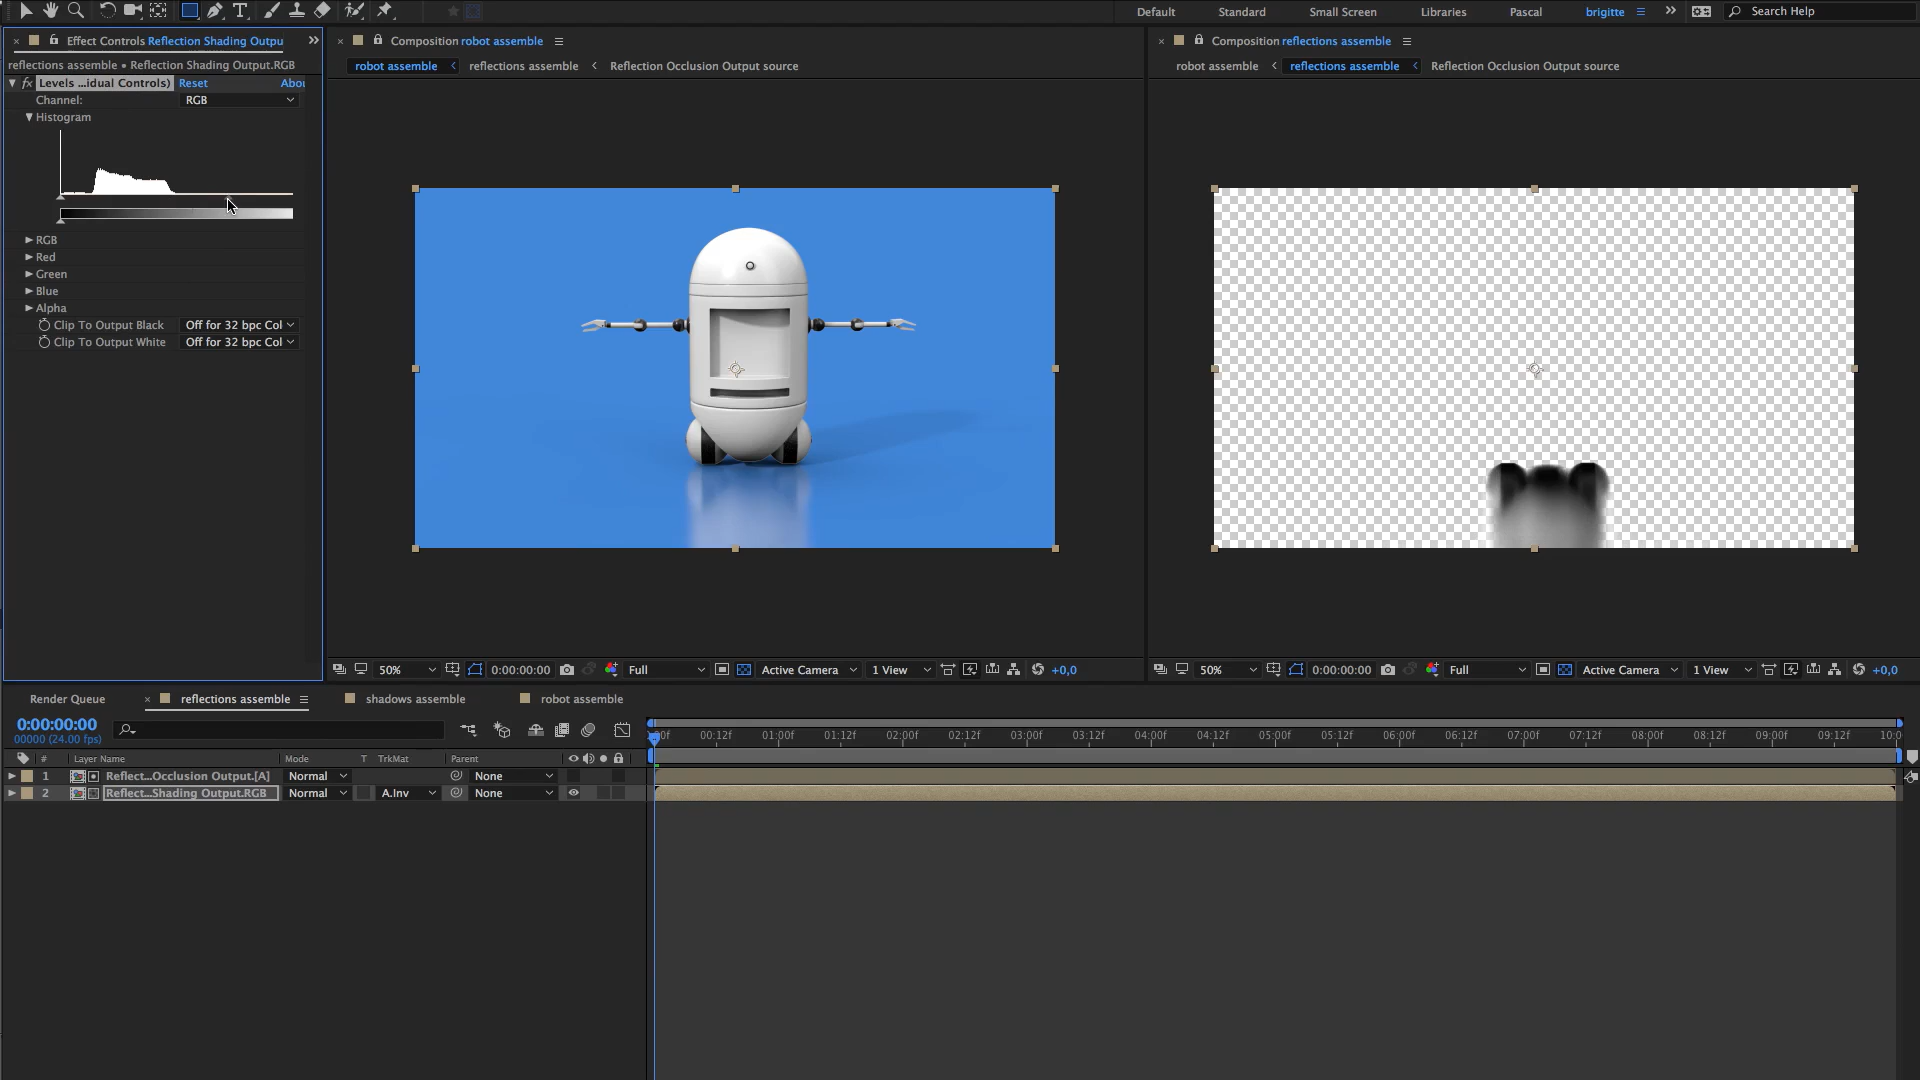 Default Standard Small Screen Libraries Pascal brigitte Search Help
Effect Controls Reflection Shading Outpu
reflections assemble • Reflection Shading Output.RGB
Levels ...idual Controls) Reset Abou
Channel: RGB
Histogram
RGB
Red
Green
Blue
Alpha
Clip To Output Black Off for 32 bpc Col
Clip To Output White Off for 32 bpc Col
Composition robot assemble
robot assemble reflections assemble Reflection Occlusion Output source
50% 0:00:00:00 Full Active Camera 1 View +0,0
Composition reflections assemble
robot assemble reflections assemble Reflection Occlusion Output source
50% 0:00:00:00 Full Active Camera 1 View +0,0
Render Queue reflections assemble shadows assemble robot assemble
0:00:00:00
00000 (24.00 fps)
:00f 00:12f 01:00f 01:12f 02:00f 02:12f 03:00f 03:12f 04:00f 04:12f 05:00f 05:12f 06:00f 06:12f 07:00f 07:12f 08:00f 08:12f 09:00f 09:12f 10:0
# Layer Name Mode T TrkMat Parent
1 Reflect...Occlusion Output.[A] Normal None
2 Reflect...Shading Output.RGB Normal A.Inv None